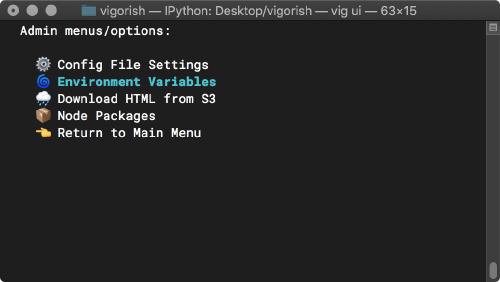 vigorish — IPython: Desktop/vigorish — vig ui — 63×15
Admin menus/options:
Config File Settings
Environment Variables
Download HTML from S3
Node Packages
Return to Main Menu